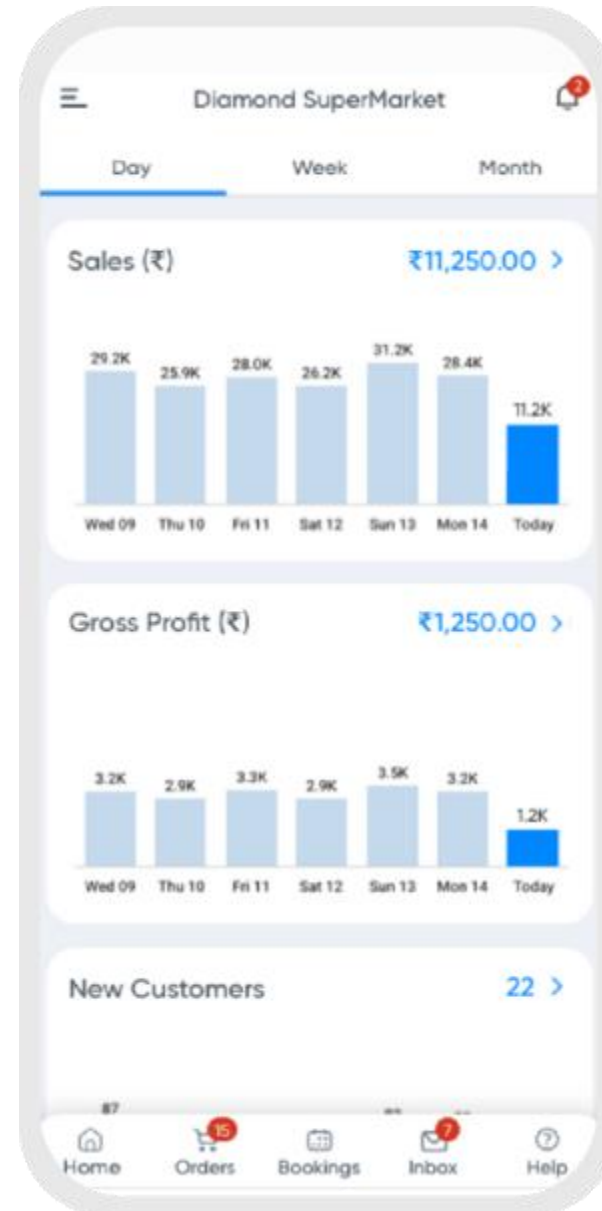 2
Diamond SuperMarket
Day Week Month
Sales (₹) ₹11,250.00 >
29.2K 25.9K 28.0K 26.2K 31.2K 28.4K 11.2K
Wed 09 Thu 10 Fri 11 Sat 12 Sun 13 Mon 14 Today
Gross Profit (₹) ₹1,250.00 >
3.2K 2.9K 3.3K 2.9K 3.5K 3.2K 1.2K
Wed 09 Thu 10 Fri 11 Sat 12 Sun 13 Mon 14 Today
New Customers 22 >
87
15 7
Home Orders Bookings Inbox Help